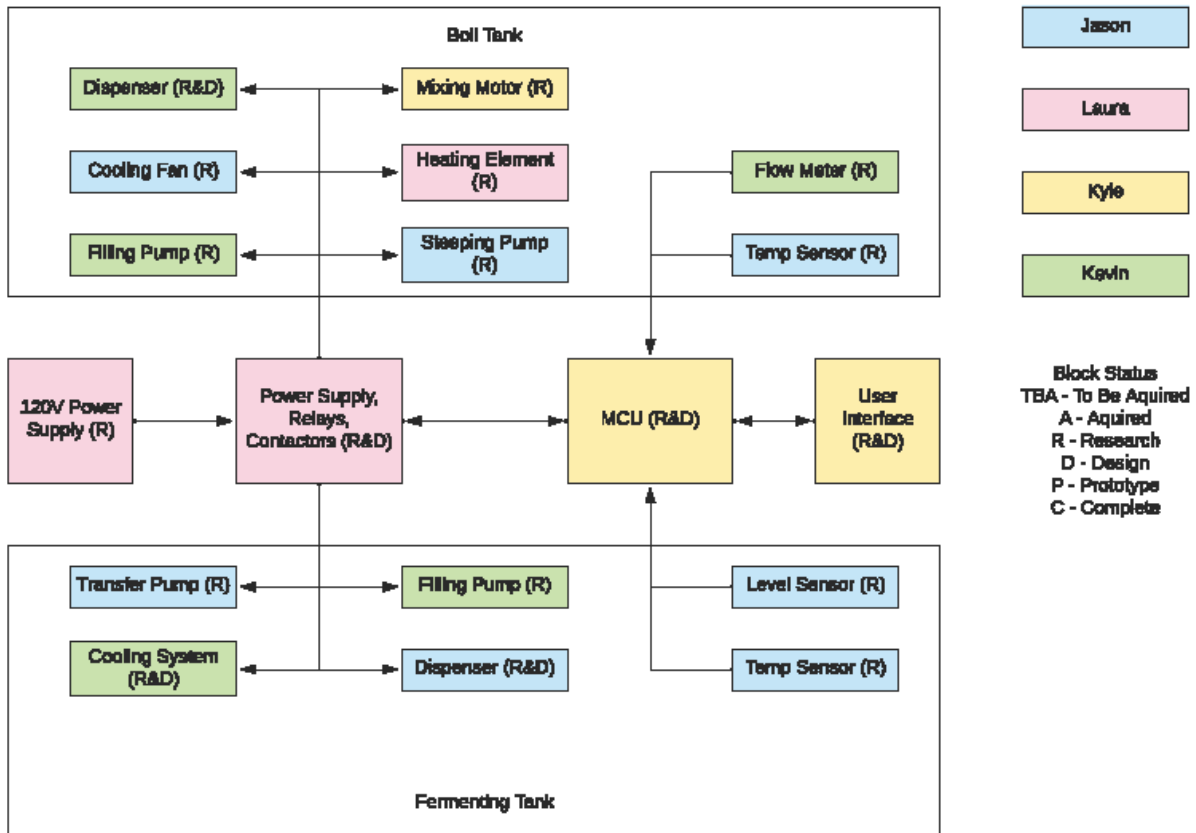 Boil Tank
Dispenser (R&D)
Mixing Motor (R)
Cooling Fan (R)
Heating Element
(R)
Flow Meter (R)
Filling Pump (R)
Steeping Pump
(R)
Temp Sensor (R)
120V Power
Supply (R)
Power Supply,
Relays,
Contactors (R&D)
MCU (R&D)
User
Interface
(R&D)
Transfer Pump (R)
Filling Pump (R)
Level Sensor (R)
Cooling System
(R&D)
Dispenser (R&D)
Temp Sensor (R)
Fermenting Tank
Jason
Laura
Kyle
Kevin
Block Status
TBA - To Be Aquired
A - Aquired
R - Research
D - Design
P - Prototype
C - Complete